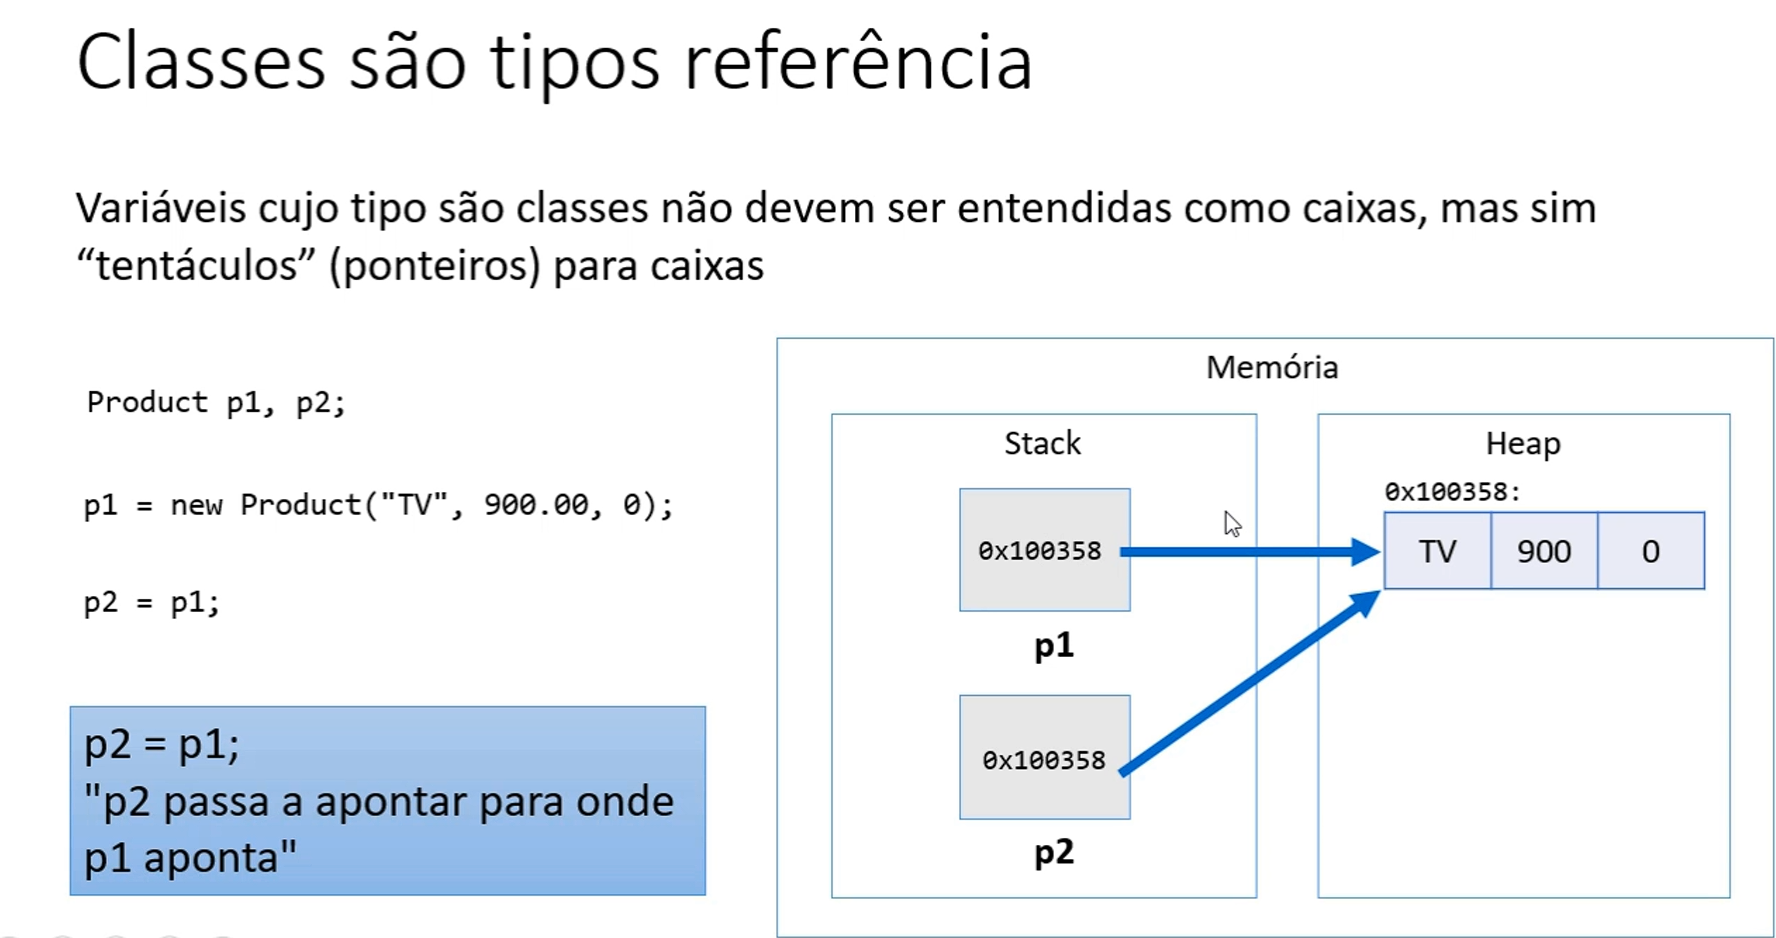 Classes são tipos referência
Variáveis cujo tipo são classes não devem ser entendidas como caixas, mas sim
“tentáculos” (ponteiros) para caixas
Product p1, p2;
p1 = new Product("TV", 900.00, 0);
p2 = p1;
p2 = p1;
"p2 passa a apontar para onde
p1 aponta"
Memória
Stack
0x100358
p1
0x100358
p2
Heap
0x100358:
TV 900 0